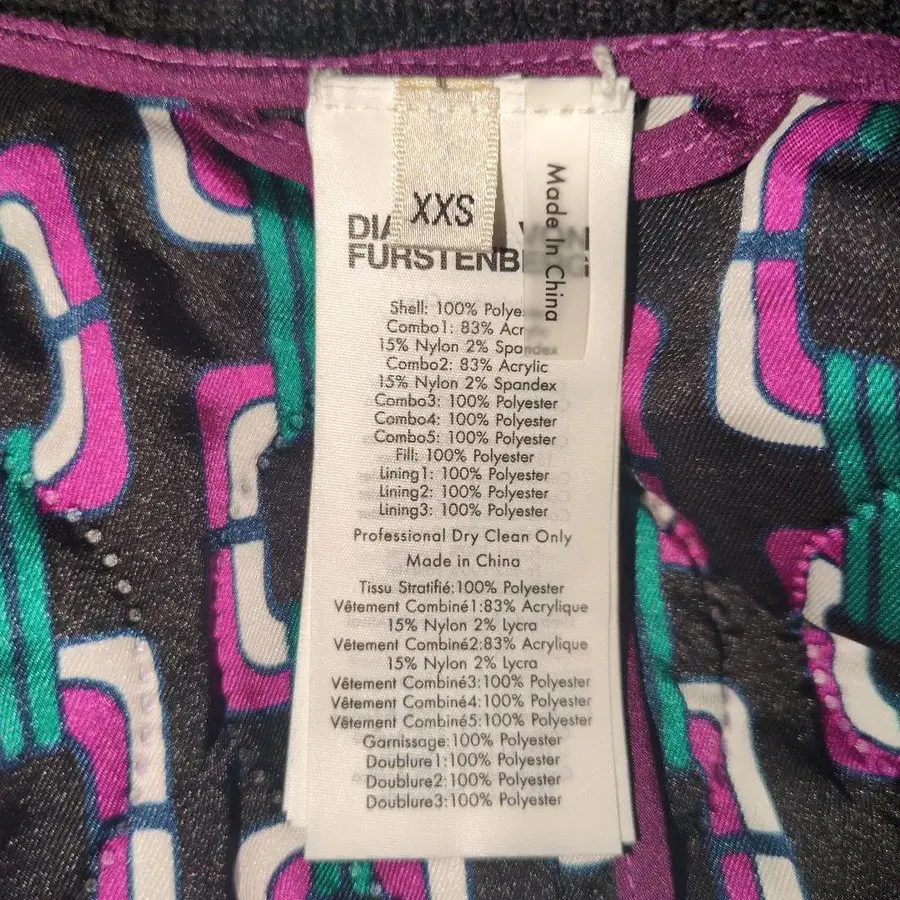 XXS
Made In China
DIA V N
FURSTENB
Shell: 100% Polye
Combo1: 83% Acr
15% Nylon 2% Spandex
Combo2: 83% Acrylic
15% Nylon 2% Spandex
Combo3: 100% Polyester
Combo4: 100% Polyester
Combo5: 100% Polyester
Fill: 100% Polyester
Lining1: 100% Polyester
Lining2: 100% Polyester
Lining3: 100% Polyester
Professional Dry Clean Only
Made in China
Tissu Stratifié:100% Polyester
Vêtement Combiné1:83% Acrylique
15% Nylon 2% Lycra
Vêtement Combiné2:83% Acrylique
15% Nylon 2% Lycra
Vêtement Combiné3:100% Polyester
Vêtement Combiné4:100% Polyester
Vêtement Combiné5:100% Polyester
Garnissage:100% Polyester
Doublure1:100% Polyester
Doublure2:100% Polyester
Doublure3:100% Polyester